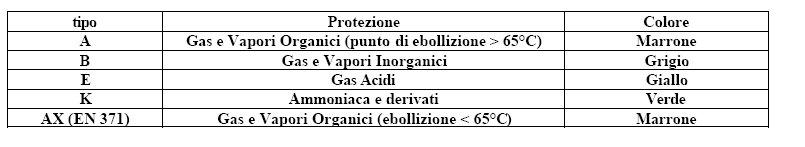 tipo Protezione Colore
A Gas e Vapori Organici (punto di ebollizione > 65°C) Marrone
B Gas e Vapori Inorganici Grigio
E Gas Acidi Giallo
K Ammoniaca e derivati Verde
AX (EN 371) Gas e Vapori Organici (ebollizione < 65°C) Marrone